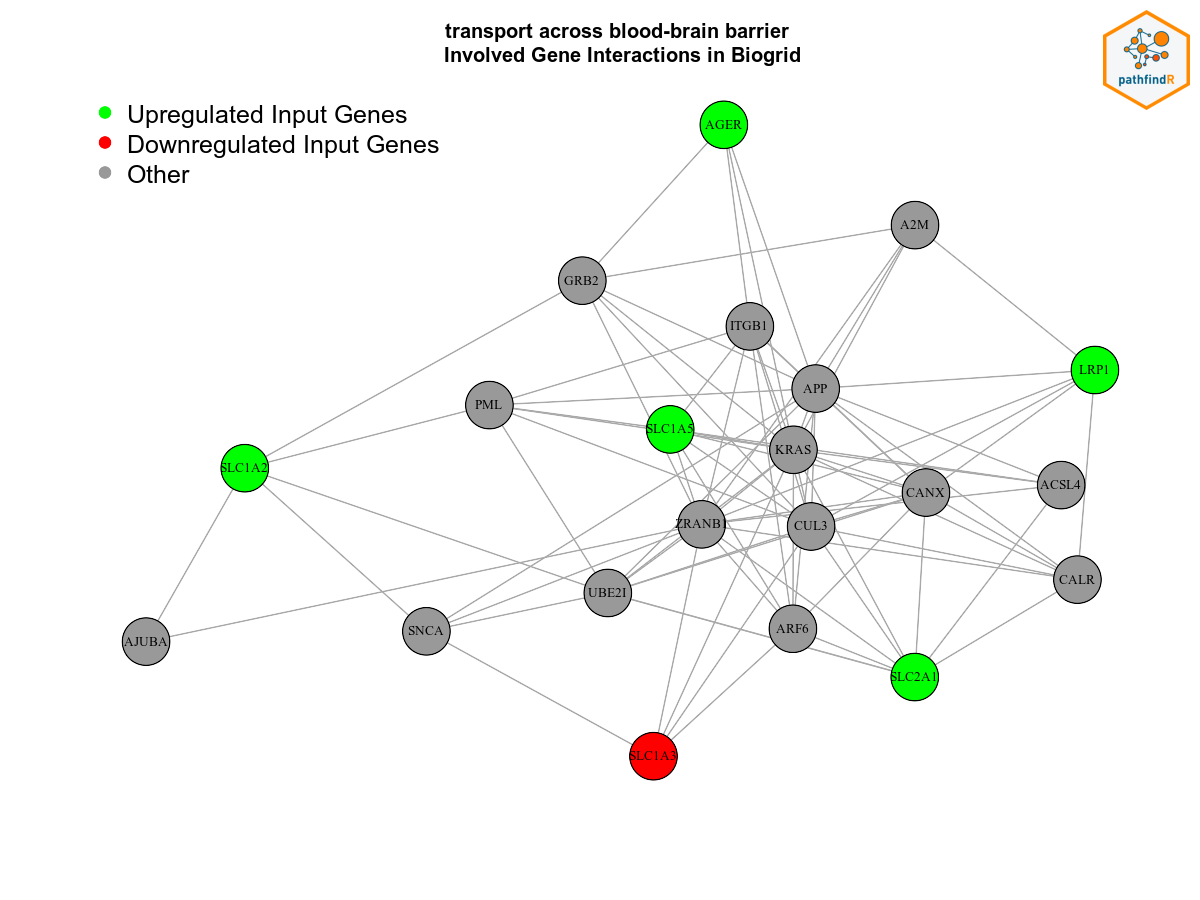 transport across blood-brain barrier
Involved Gene Interactions in Biogrid
pathfindR
Upregulated Input Genes
Downregulated Input Genes
Other
AGER
A2M
GRB2
ITGB1
LRP1
APP
PML
SLC1A5
KRAS
SLC1A2
ACSL4
CANX
ZRANB1
CUL3
CALR
UBE2I
ARF6
SNCA
AJUBA
SLC2A1
SLC1A3